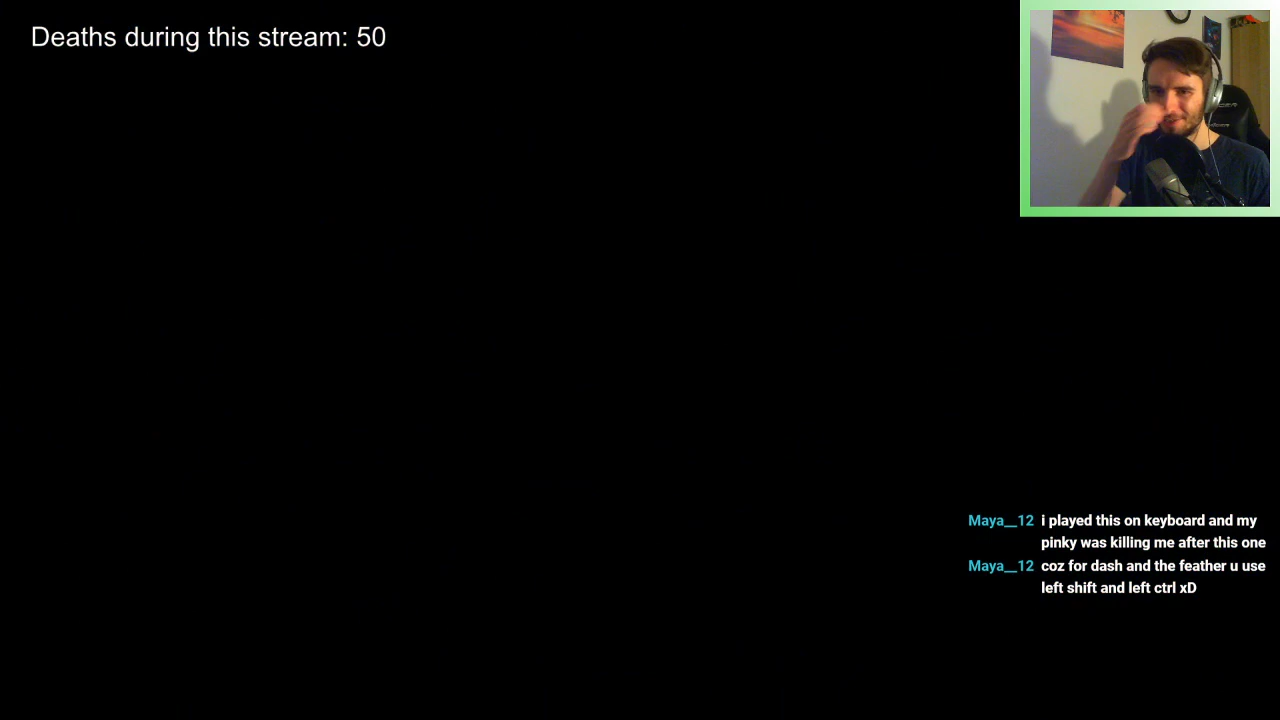 Deaths during this stream: 50
Maya__12 i played this on keyboard and my
pinky was killing me after this one
Maya__12 coz for dash and the feather u use
left shift and left ctrl xD